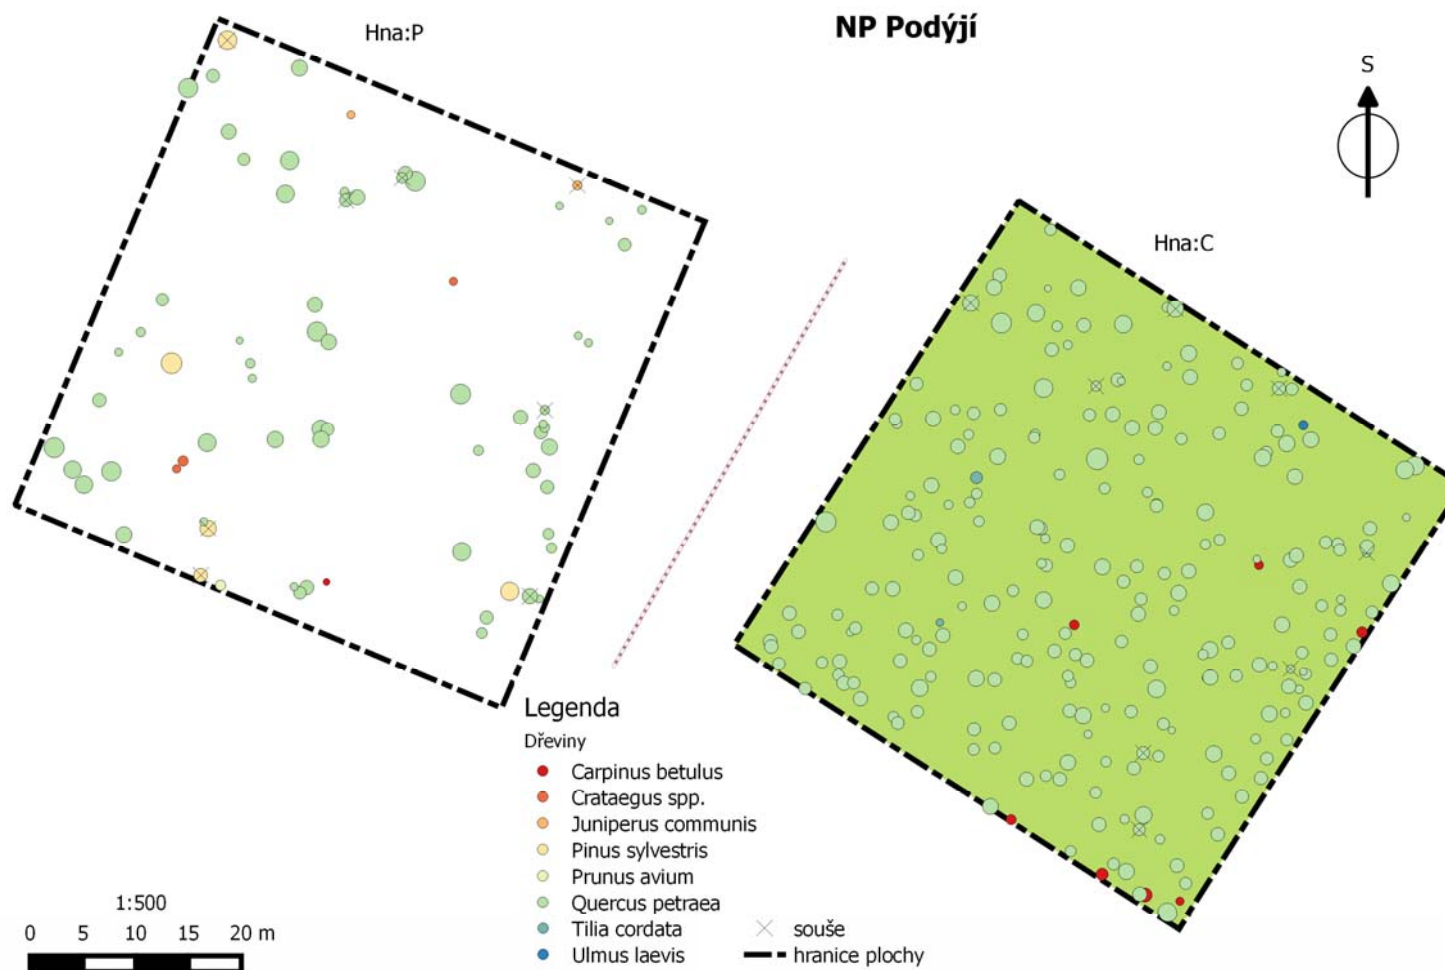 NP Podýjí
Hna:P
S
Hna:C
Legenda
Dřeviny
Carpinus betulus
Crataegus spp.
Juniperus communis
Pinus sylvestris
Prunus avium
Quercus petraea
Tilia cordata
Ulmus laevis
souše
hranice plochy
1:500
0 5 10 15 20 m